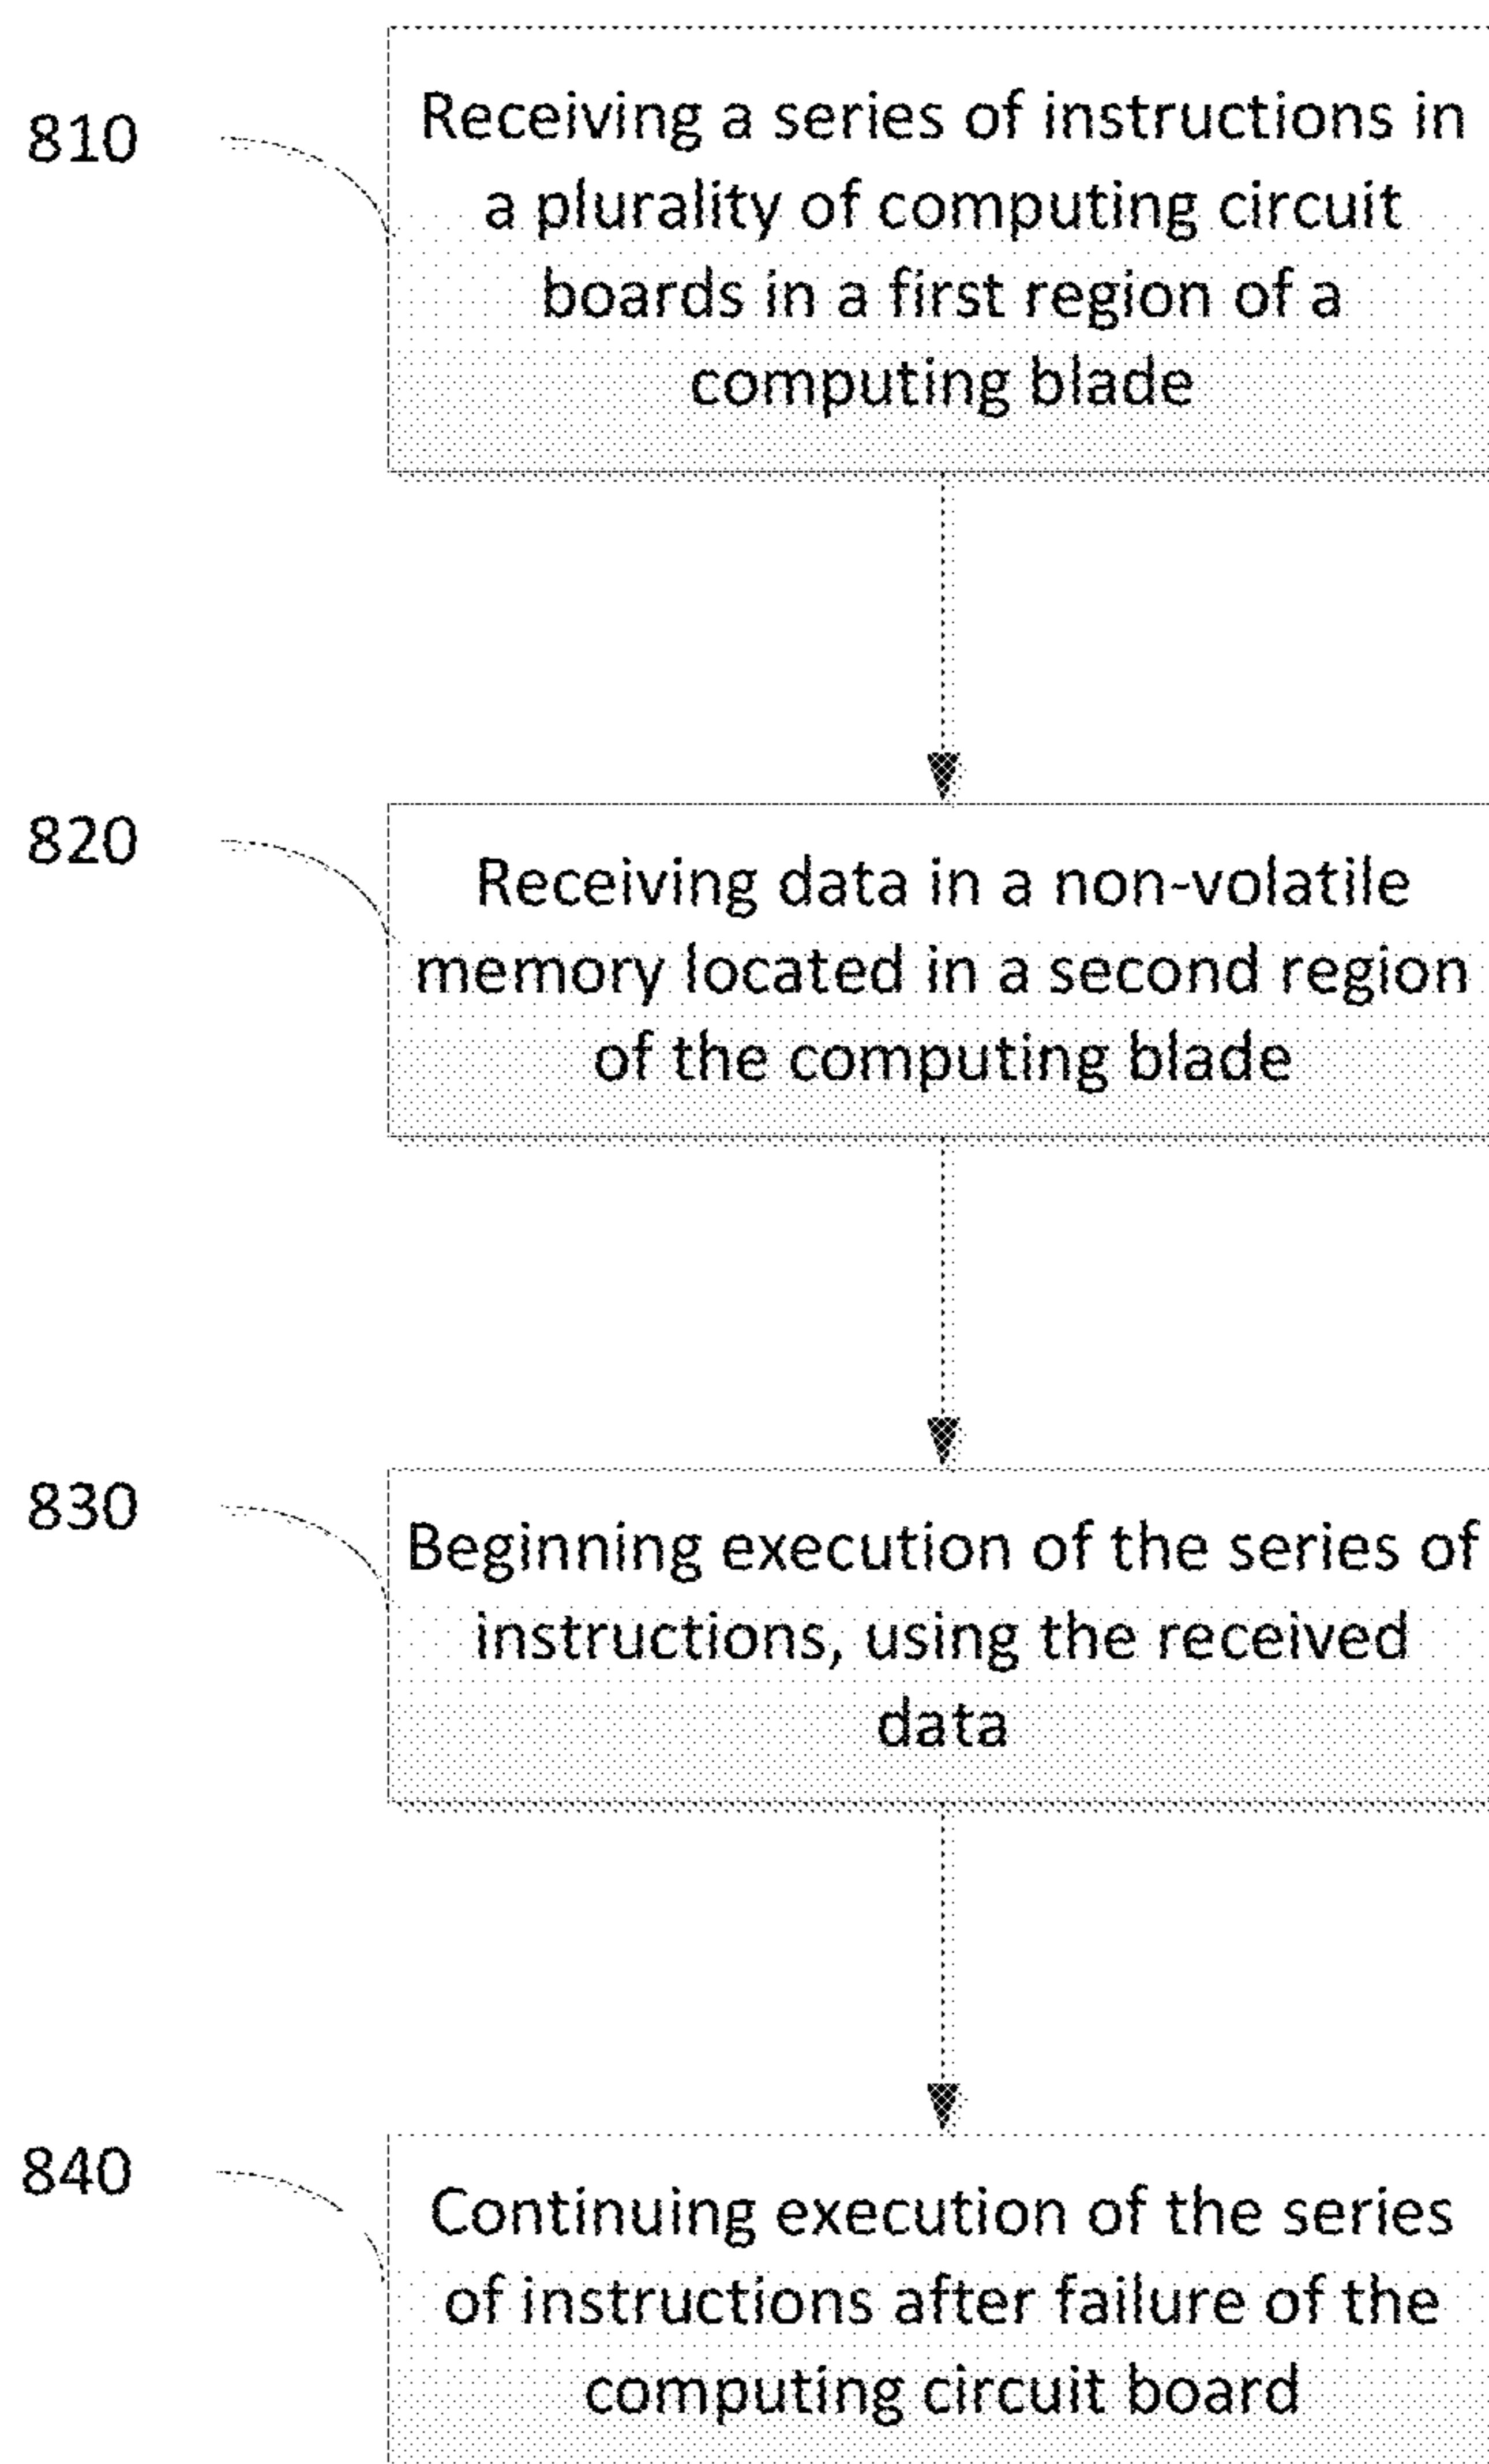 810
Receiving a series of instructions in
a plurality of computing circuit
boards in a first region of a
computing blade
820
Receiving data in a non-volatile
memory located in a second region
of the computing blade
830
Beginning execution of the series of
instructions, using the received
data
840
Continuing execution of the series
of instructions after failure of the
computing circuit board